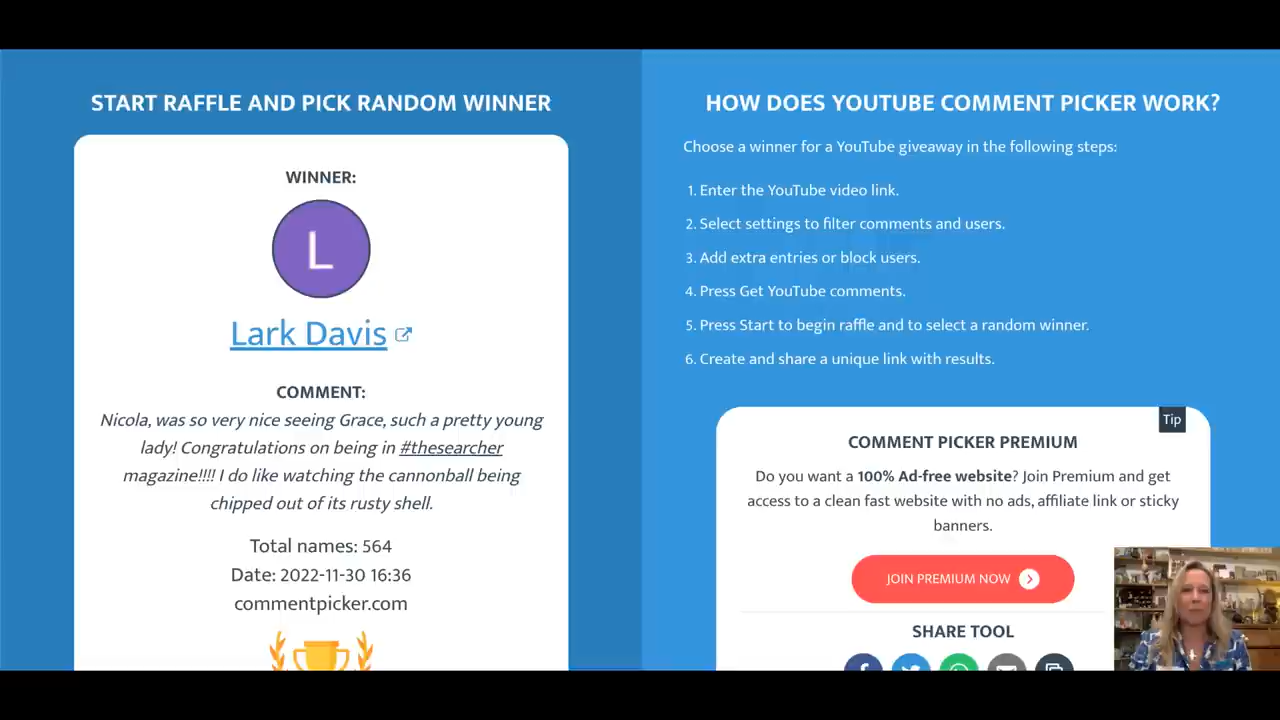 START RAFFLE AND PICK RANDOM WINNER
WINNER:
L
Lark Davis
COMMENT:
Nicola, was so very nice seeing Grace, such a pretty young
lady! Congratulations on being in #thesearcher
magazine!!!! I do like watching the cannonball being
chipped out of its rusty shell.
Total names: 564
Date: 2022-11-30 16:36
commentpicker.com
HOW DOES YOUTUBE COMMENT PICKER WORK?
Choose a winner for a YouTube giveaway in the following steps:
1. Enter the YouTube video link.
2. Select settings to filter comments and users.
3. Add extra entries or block users.
4. Press Get YouTube comments.
5. Press Start to begin raffle and to select a random winner.
6. Create and share a unique link with results.
Tip
COMMENT PICKER PREMIUM
Do you want a 100% Ad-free website? Join Premium and get
access to a clean fast website with no ads, affiliate link or sticky
banners.
JOIN PREMIUM NOW
SHARE TOOL